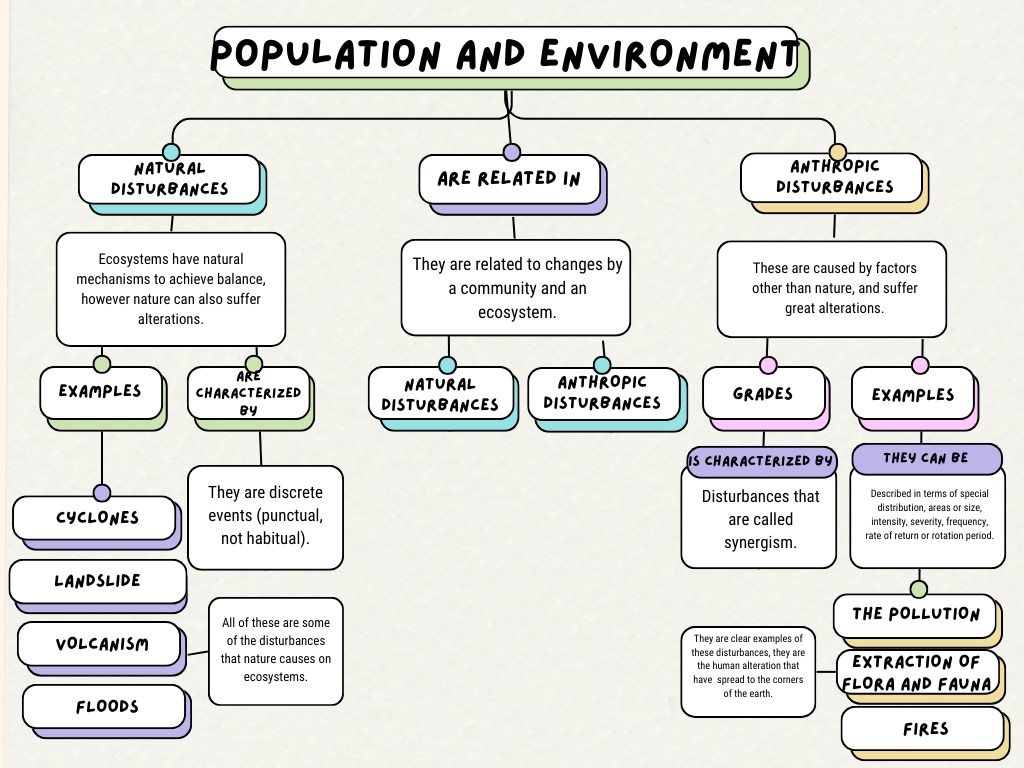 POPULATION AND ENVIRONMENT
NATURAL
DISTURBANCES
ARE RELATED IN
ANTHROPIC
DISTURBANCES
Ecosystems have natural
mechanisms to achieve balance,
however nature can also suffer
alterations.
They are related to changes by
a community and an
ecosystem.
These are caused by factors
other than nature, and suffer
great alterations.
EXAMPLES
ARE
CHARACTERIZED
BY
NATURAL
DISTURBANCES
ANTHROPIC
DISTURBANCES
GRADES
EXAMPLES
CYCLONES
LANDSLIDE
VOLCANISM
FLOODS
They are discrete
events (punctual,
not habitual).
All of these are some
of the disturbances
that nature causes on
ecosystems.
IS CHARACTERIZED BY
Disturbances that
are called
synergism.
THEY CAN BE
Described in terms of special
distribution, areas or size,
intensity, severity, frequency,
rate of return or rotation period.
THE POLLUTION
EXTRACTION OF
FLORA AND FAUNA
FIRES
They are clear examples of
these disturbances, they are
the human alteration that
have spread to the corners
of the earth.